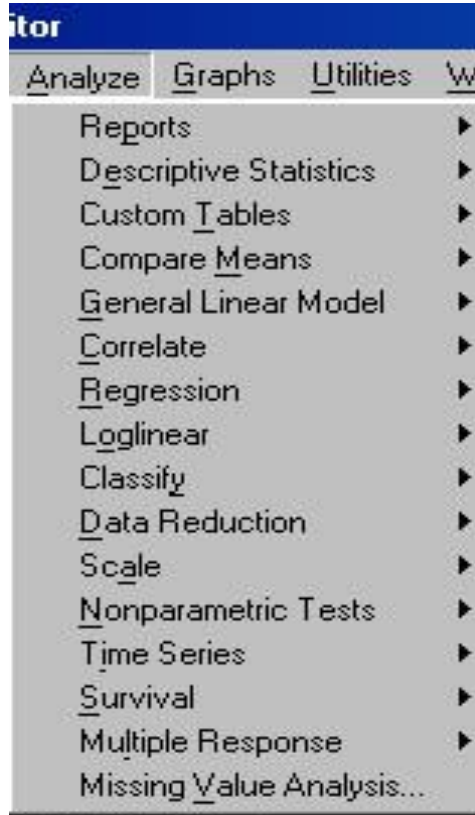 itor
Analyze Graphs Utilities W
Reports
Descriptive Statistics
Custom Tables
Compare Means
General Linear Model
Correlate
Regression
Loglinear
Classify
Data Reduction
Scale
Nonparametric Tests
Time Series
Survival
Multiple Response
Missing Value Analysis...